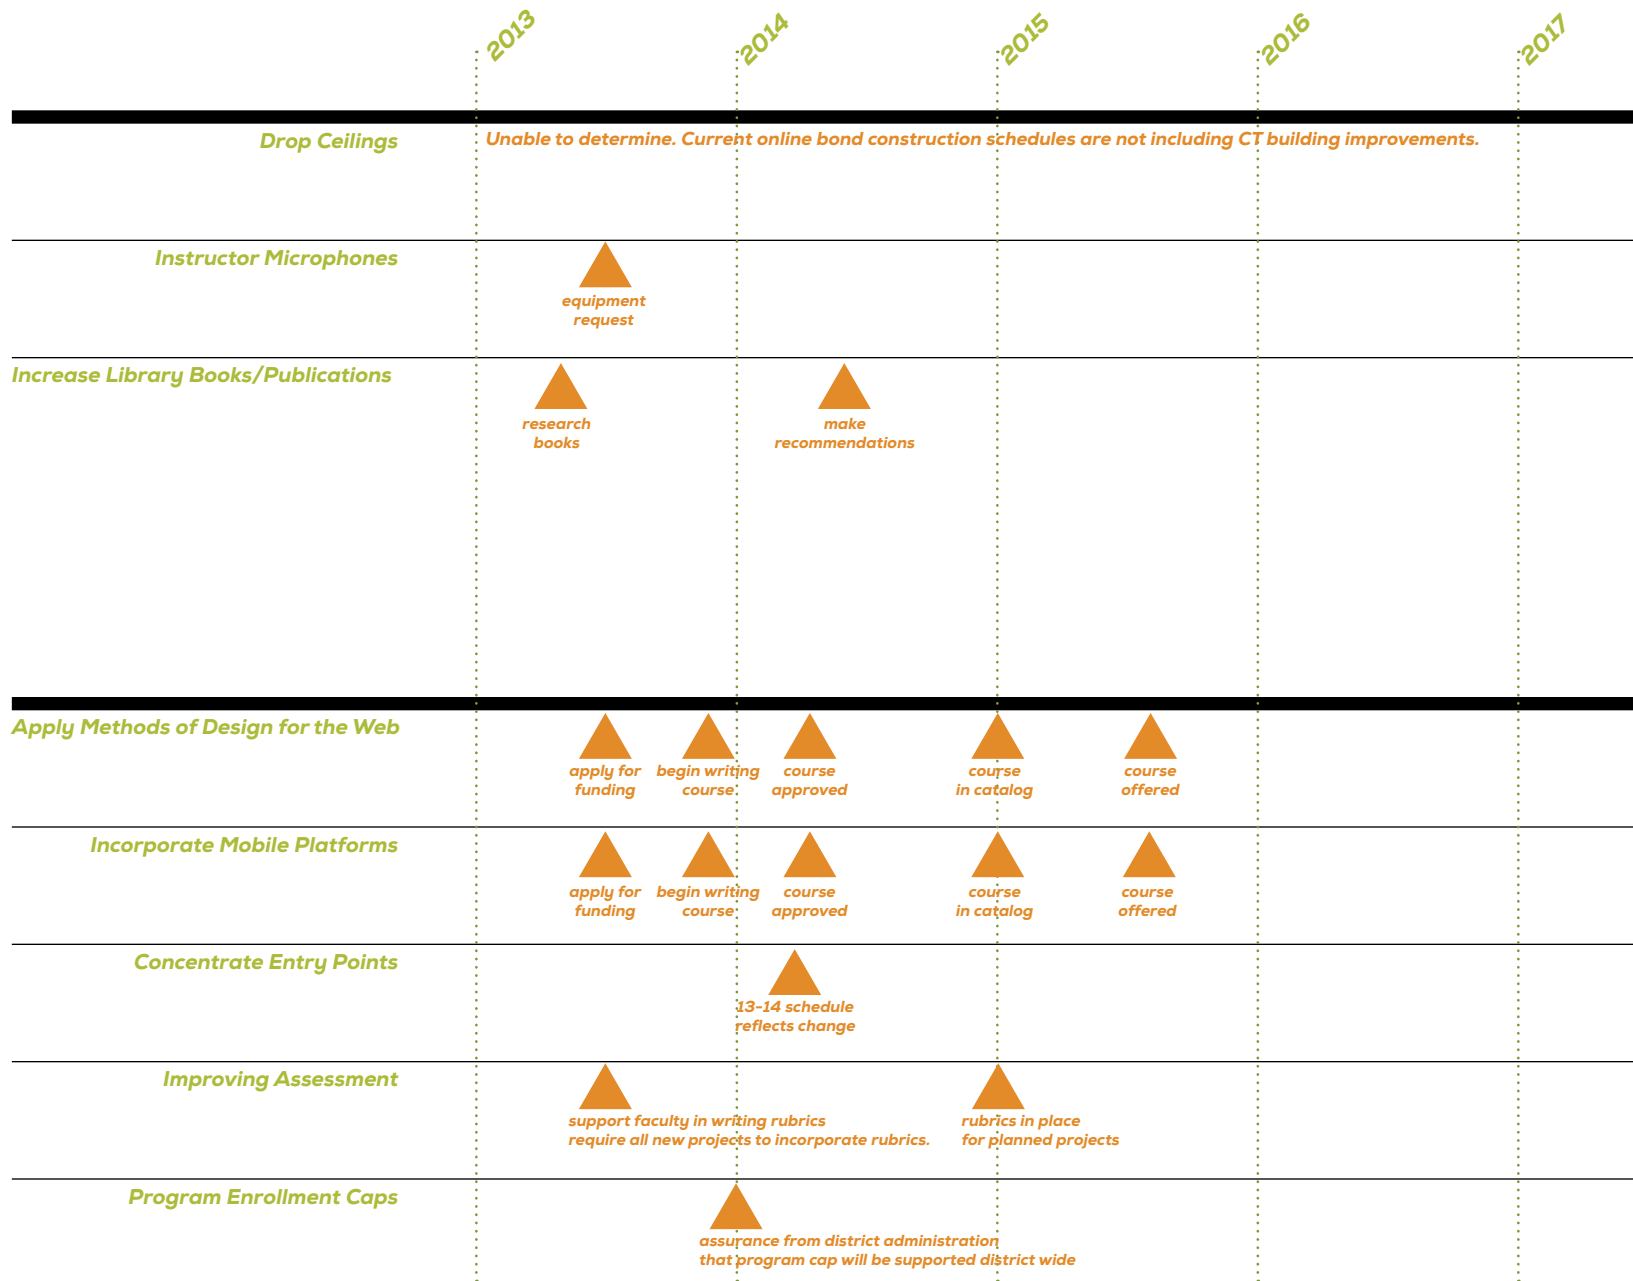 2013
2014
2015
2016
2017
Drop Ceilings
Unable to determine. Current online bond construction schedules are not including CT building improvements.
Instructor Microphones
equipment
request
Increase Library Books/Publications
research
books
make
recommendations
Apply Methods of Design for the Web
apply for
funding
begin writing
course
course
approved
course
in catalog
course
offered
Incorporate Mobile Platforms
apply for
funding
begin writing
course
course
approved
course
in catalog
course
offered
Concentrate Entry Points
13-14 schedule
reflects change
Improving Assessment
support faculty in writing rubrics
require all new projects to incorporate rubrics.
rubrics in place
for planned projects
Program Enrollment Caps
assurance from district administration
that program cap will be supported district wide